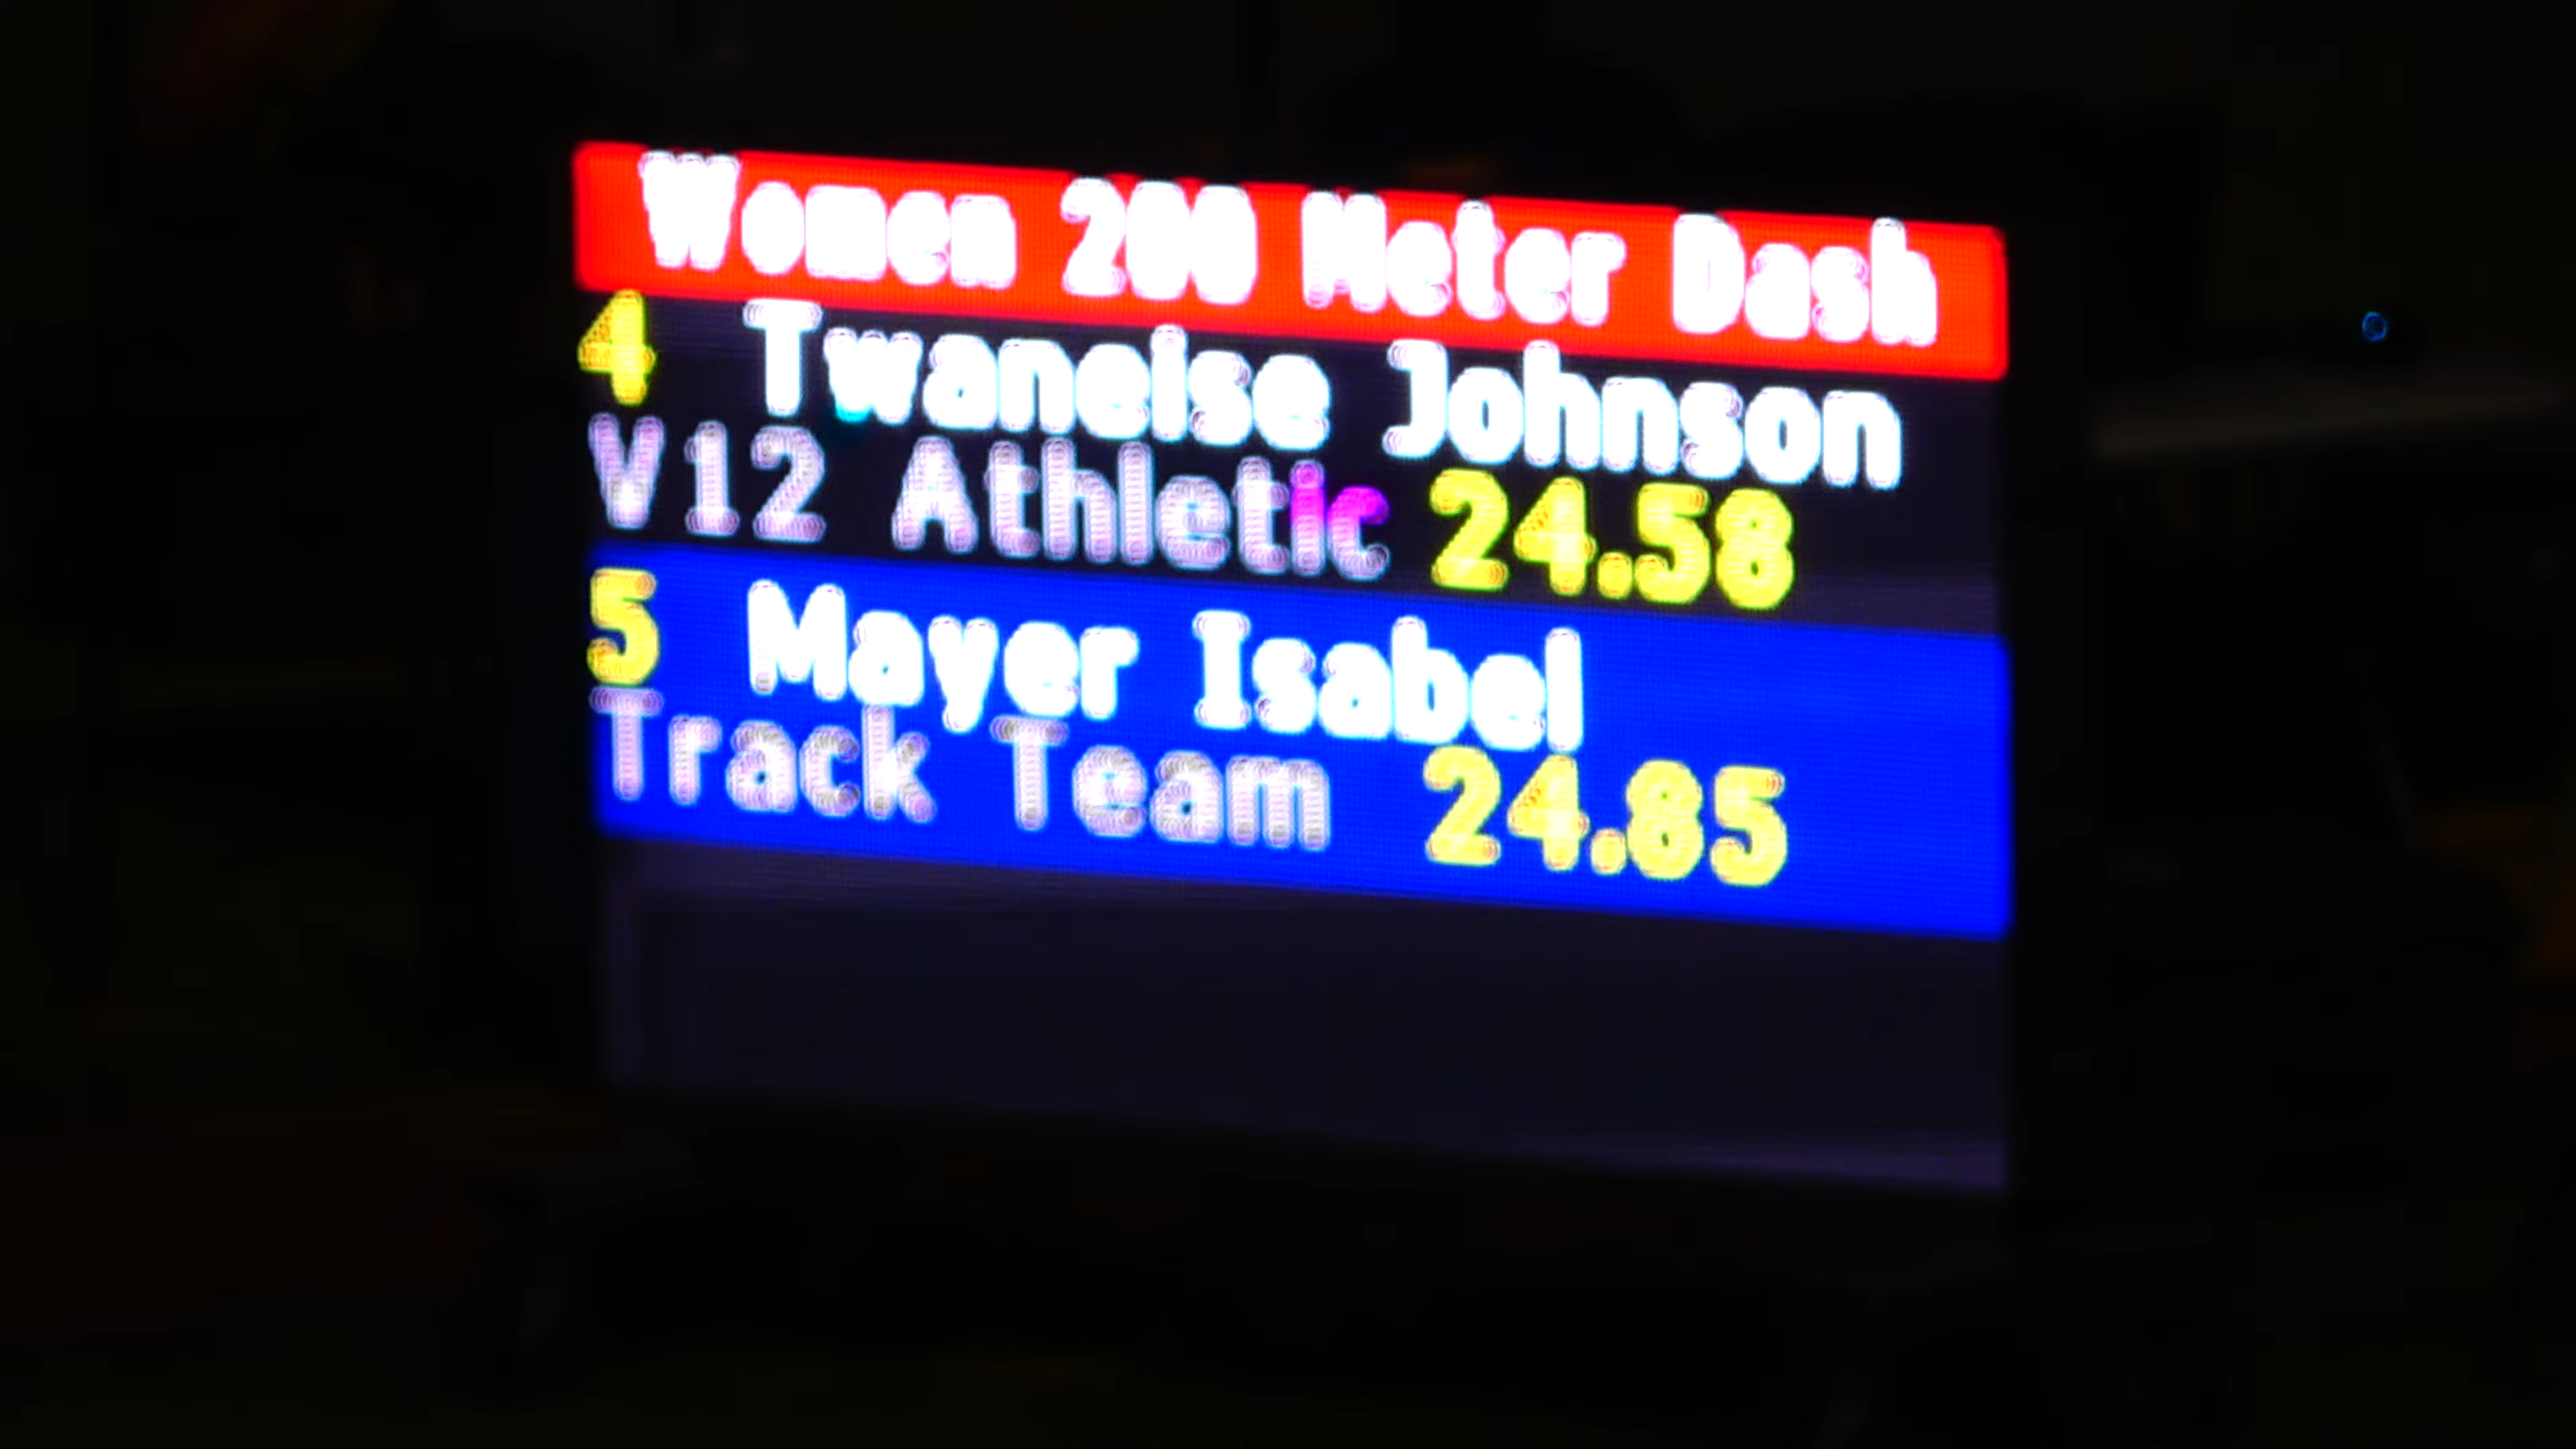 Women 200 Meter Dash
4 Twaneise Johnson
V12 Athletic 24.58
5 Mayer Isabel
Track Team 24.85